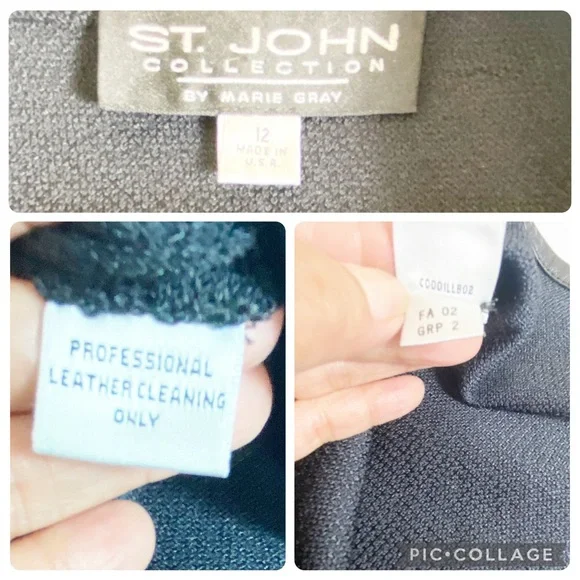 ST. JOHN
COLLECTION
BY MARIE GRAY
12
MADE IN
U.S.A.
PROFESSIONAL
LEATHER CLEANING
ONLY
FA 02
GRP 2
PIC•COLLAGE